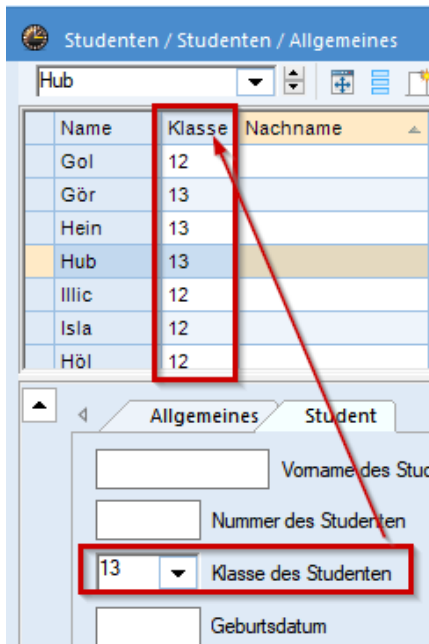 Studenten / Studenten / Allgemeines
Hub
Name Klasse Nachname
Gol 12
Gör 13
Hein 13
Hub 13
Illic 12
Isla 12
Höl 12
Allgemeines Student
Vorname des Stud
Nummer des Studenten
13 Klasse des Studenten
Geburtsdatum